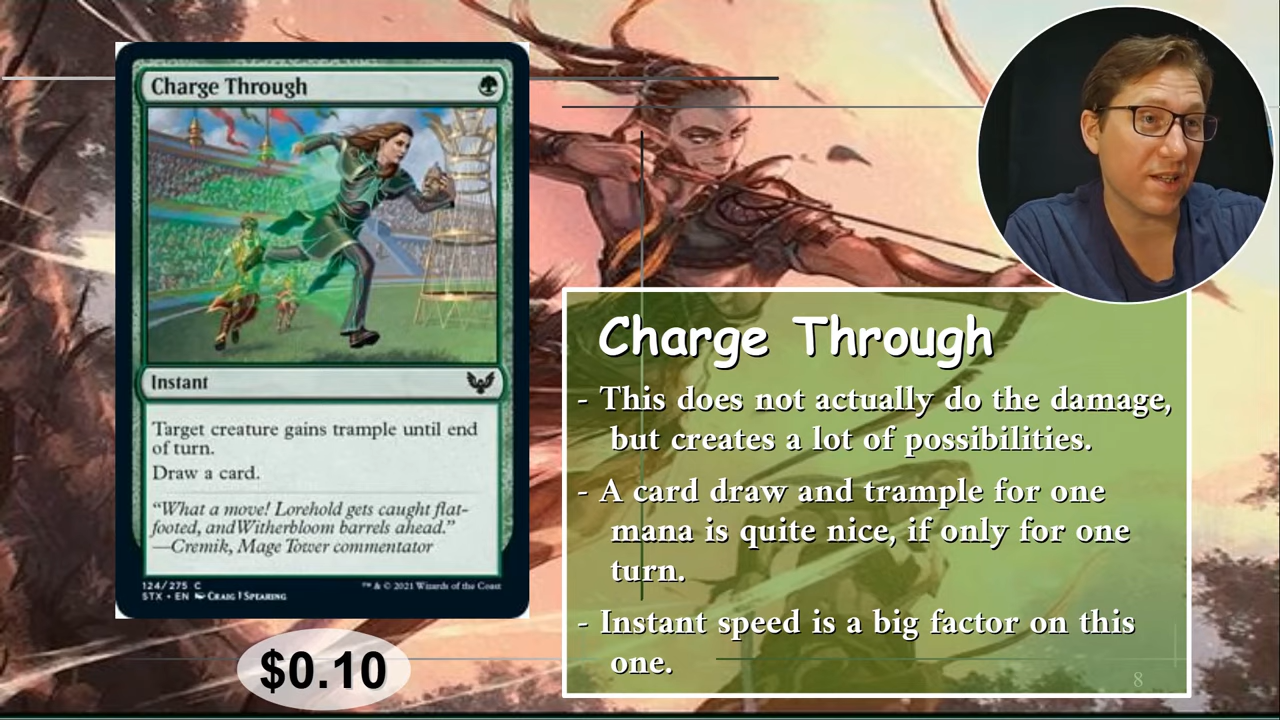 Charge Through
Instant
Target creature gains trample until end
of turn.
Draw a card.
"What a move! Lorehold gets caught flat-
footed, and Witherbloom barrels ahead."
—Cremik, Mage Tower commentator
124/275 C
STX • EN Craig J Spearing
™ & © 2021 Wizards of the Coast
$0.10
Charge Through
- This does not actually do the damage,
but creates a lot of possibilities.
- A card draw and trample for one
mana is quite nice, if only for one
turn.
- Instant speed is a big factor on this
one.
8